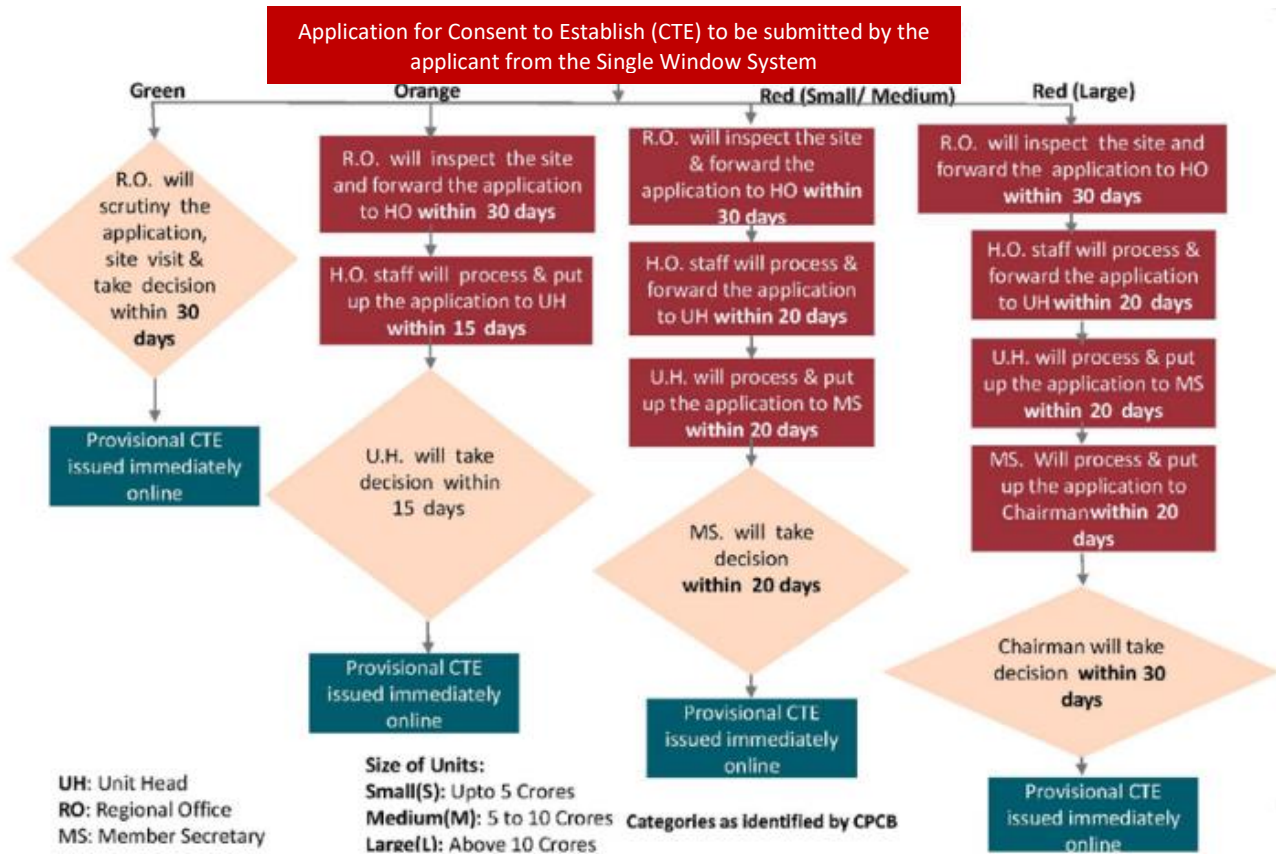 Application for Consent to Establish (CTE) to be submitted by the
applicant from the Single Window System
Green
Orange
Red (Small/ Medium)
Red (Large)
R.O. will
scrutiny the
application,
site visit &
take decision
within 30
days
Provisional CTE
issued immediately
online
R.O. will inspect the site
and forward the application
to HO within 30 days
H.O. staff will process & put
up the application to UH
within 15 days
U.H. will take
decision within
15 days
Provisional CTE
issued immediately
online
R.O. will inspect the site
& forward the
application to HO within
30 days
H.O. staff will process &
forward the application
to UH within 20 days
U.H. will process & put
up the application to MS
within 20 days
MS. will take
decision
within 20 days
Provisional CTE
issued immediately
online
R.O. will inspect the site and
forward the application to HO
within 30 days
H.O. staff will process &
forward the application
to UH within 20 days
U.H. will process & put
up the application to MS
within 20 days
MS. Will process & put
up the application to
Chairman within 20
days
Chairman will take
decision within 30
days
Provisional CTE
issued immediately
online
UH: Unit Head
RO: Regional Office
MS: Member Secretary
Size of Units:
Small(S): Upto 5 Crores
Medium(M): 5 to 10 Crores
Large(L): Above 10 Crores
Categories as identified by CPCB